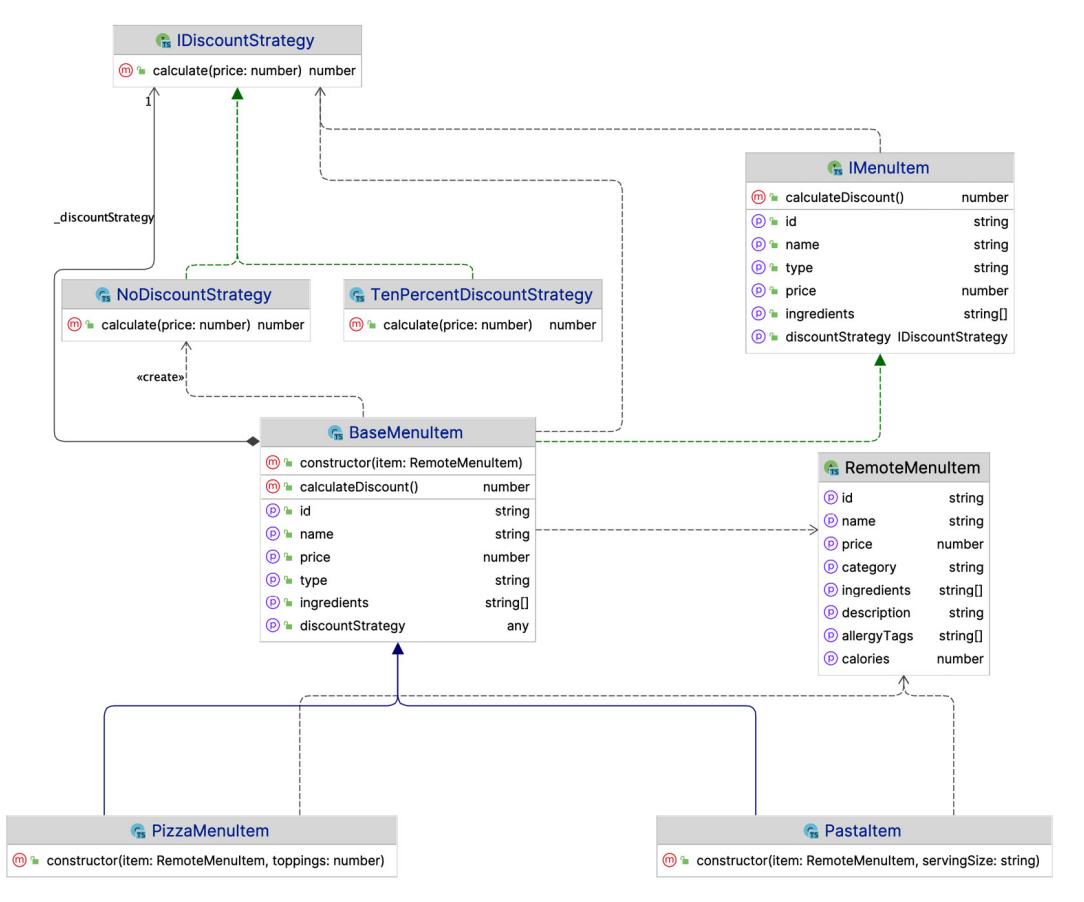 IDiscountStrategy
calculate(price: number) number
1
IMenuItem
calculateDiscount() number
id string
name string
type string
price number
ingredients string[]
discountStrategy IDiscountStrategy
_discountStrategy
NoDiscountStrategy
calculate(price: number) number
TenPercentDiscountStrategy
calculate(price: number) number
«create»
BaseMenuItem
constructor(item: RemoteMenuItem)
calculateDiscount() number
id string
name string
price number
type string
ingredients string[]
discountStrategy any
RemoteMenuItem
id string
name string
price number
category string
ingredients string[]
description string
allergyTags string[]
calories number
PizzaMenuItem
constructor(item: RemoteMenuItem, toppings: number)
PastaItem
constructor(item: RemoteMenuItem, servingSize: string)